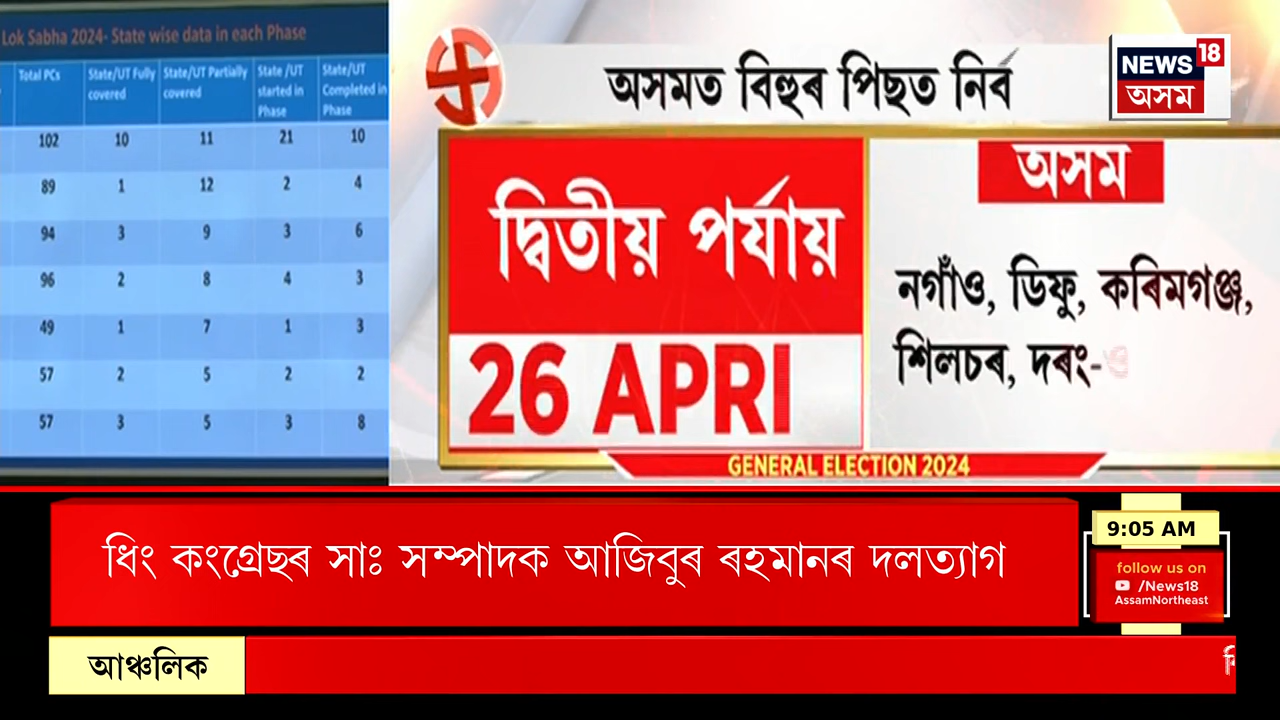 Lok Sabha 2024- State wise data in each Phase
Total PCs State/UT Fully covered State/UT Partially covered State /UT started in Phase State/UT Completed in Phase
102 10 11 21 10
89 1 12 2 4
94 3 9 3 6
96 2 8 4 3
49 1 7 1 3
57 2 5 2 2
57 3 5 3 8
অসমত বিহুৰ পিছত নিৰ্ব
NEWS 18
অসম
দ্বিতীয় পৰ্যায়
26 APRI
অসম
নগাঁও, ডিফু, কৰিমগঞ্জ,
শিলচৰ, দৰং-
GENERAL ELECTION 2024
ধিং কংগ্ৰেছৰ সাঃ সম্পাদক আজিবুৰ ৰহমানৰ দলত্যাগ
9:05 AM
follow us on
/News18
AssamNortheast
আঞ্চলিক